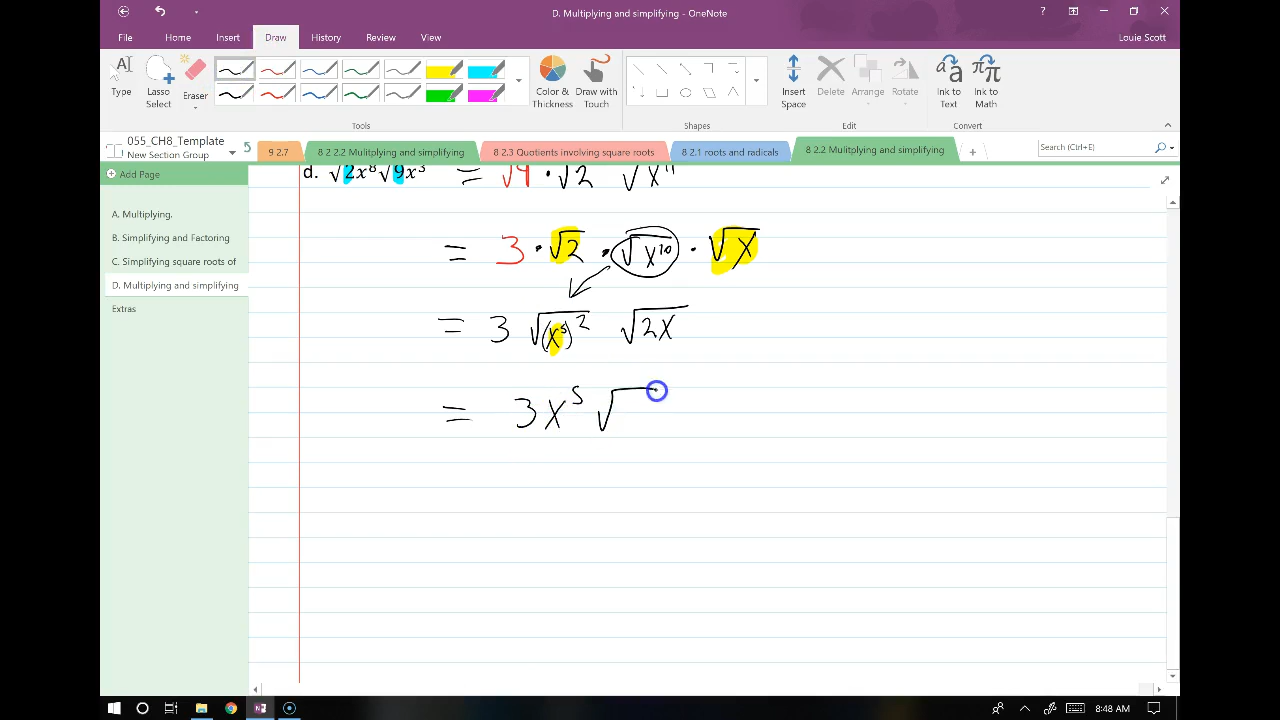 D. Multiplying and simplifying - OneNote
?
File Home Insert Draw History Review View Louie Scott
Type Lasso Select Eraser Color & Thickness Draw with Touch Insert Space Delete Arrange Rotate Ink to Text Ink to Math
Tools Shapes Edit Convert
055_CH8_Template
New Section Group
9 2.7 8 2 2.2 Mulitplying and simplifying 8 2.3 Quotients involving square roots 8 2.1 roots and radicals 8 2.2 Mulitplying and simplifying + Search (Ctrl+E)
Add Page
A. Multiplying.
B. Simplifying and Factoring
C. Simplifying square roots of
D. Multiplying and simplifying
Extras
d. √2x⁸√9x³ = · √2 √x¹¹
= 3 · √2 · √x¹⁰ · √x
= 3 √(x⁵)² √2x
= 3x⁵ √
8:48 AM